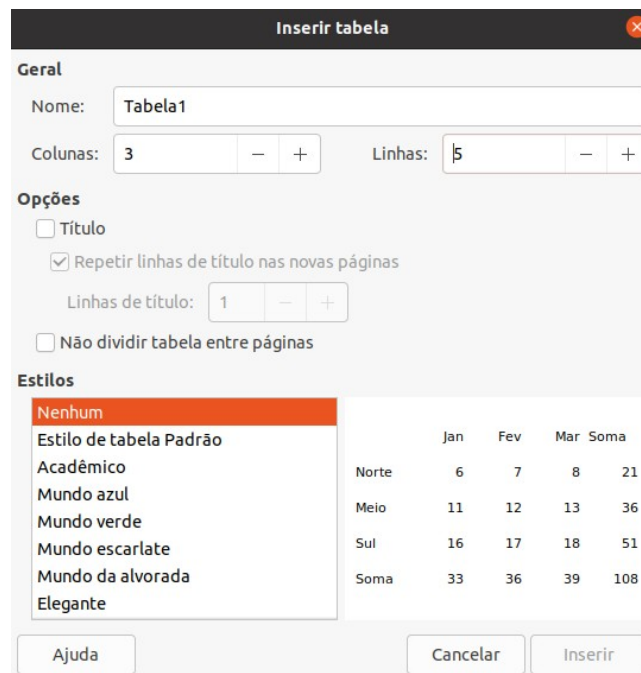 Inserir tabela
Geral
Nome: Tabela1
Colunas: 3 − + Linhas: 5 − +
Opções
Título
Repetir linhas de título nas novas páginas
Linhas de título: 1 − +
Não dividir tabela entre páginas
Estilos
Nenhum
Estilo de tabela Padrão
Acadêmico
Mundo azul
Mundo verde
Mundo escarlate
Mundo da alvorada
Elegante
Jan Fev Mar Soma
Norte 6 7 8 21
Meio 11 12 13 36
Sul 16 17 18 51
Soma 33 36 39 108
Ajuda Cancelar Inserir